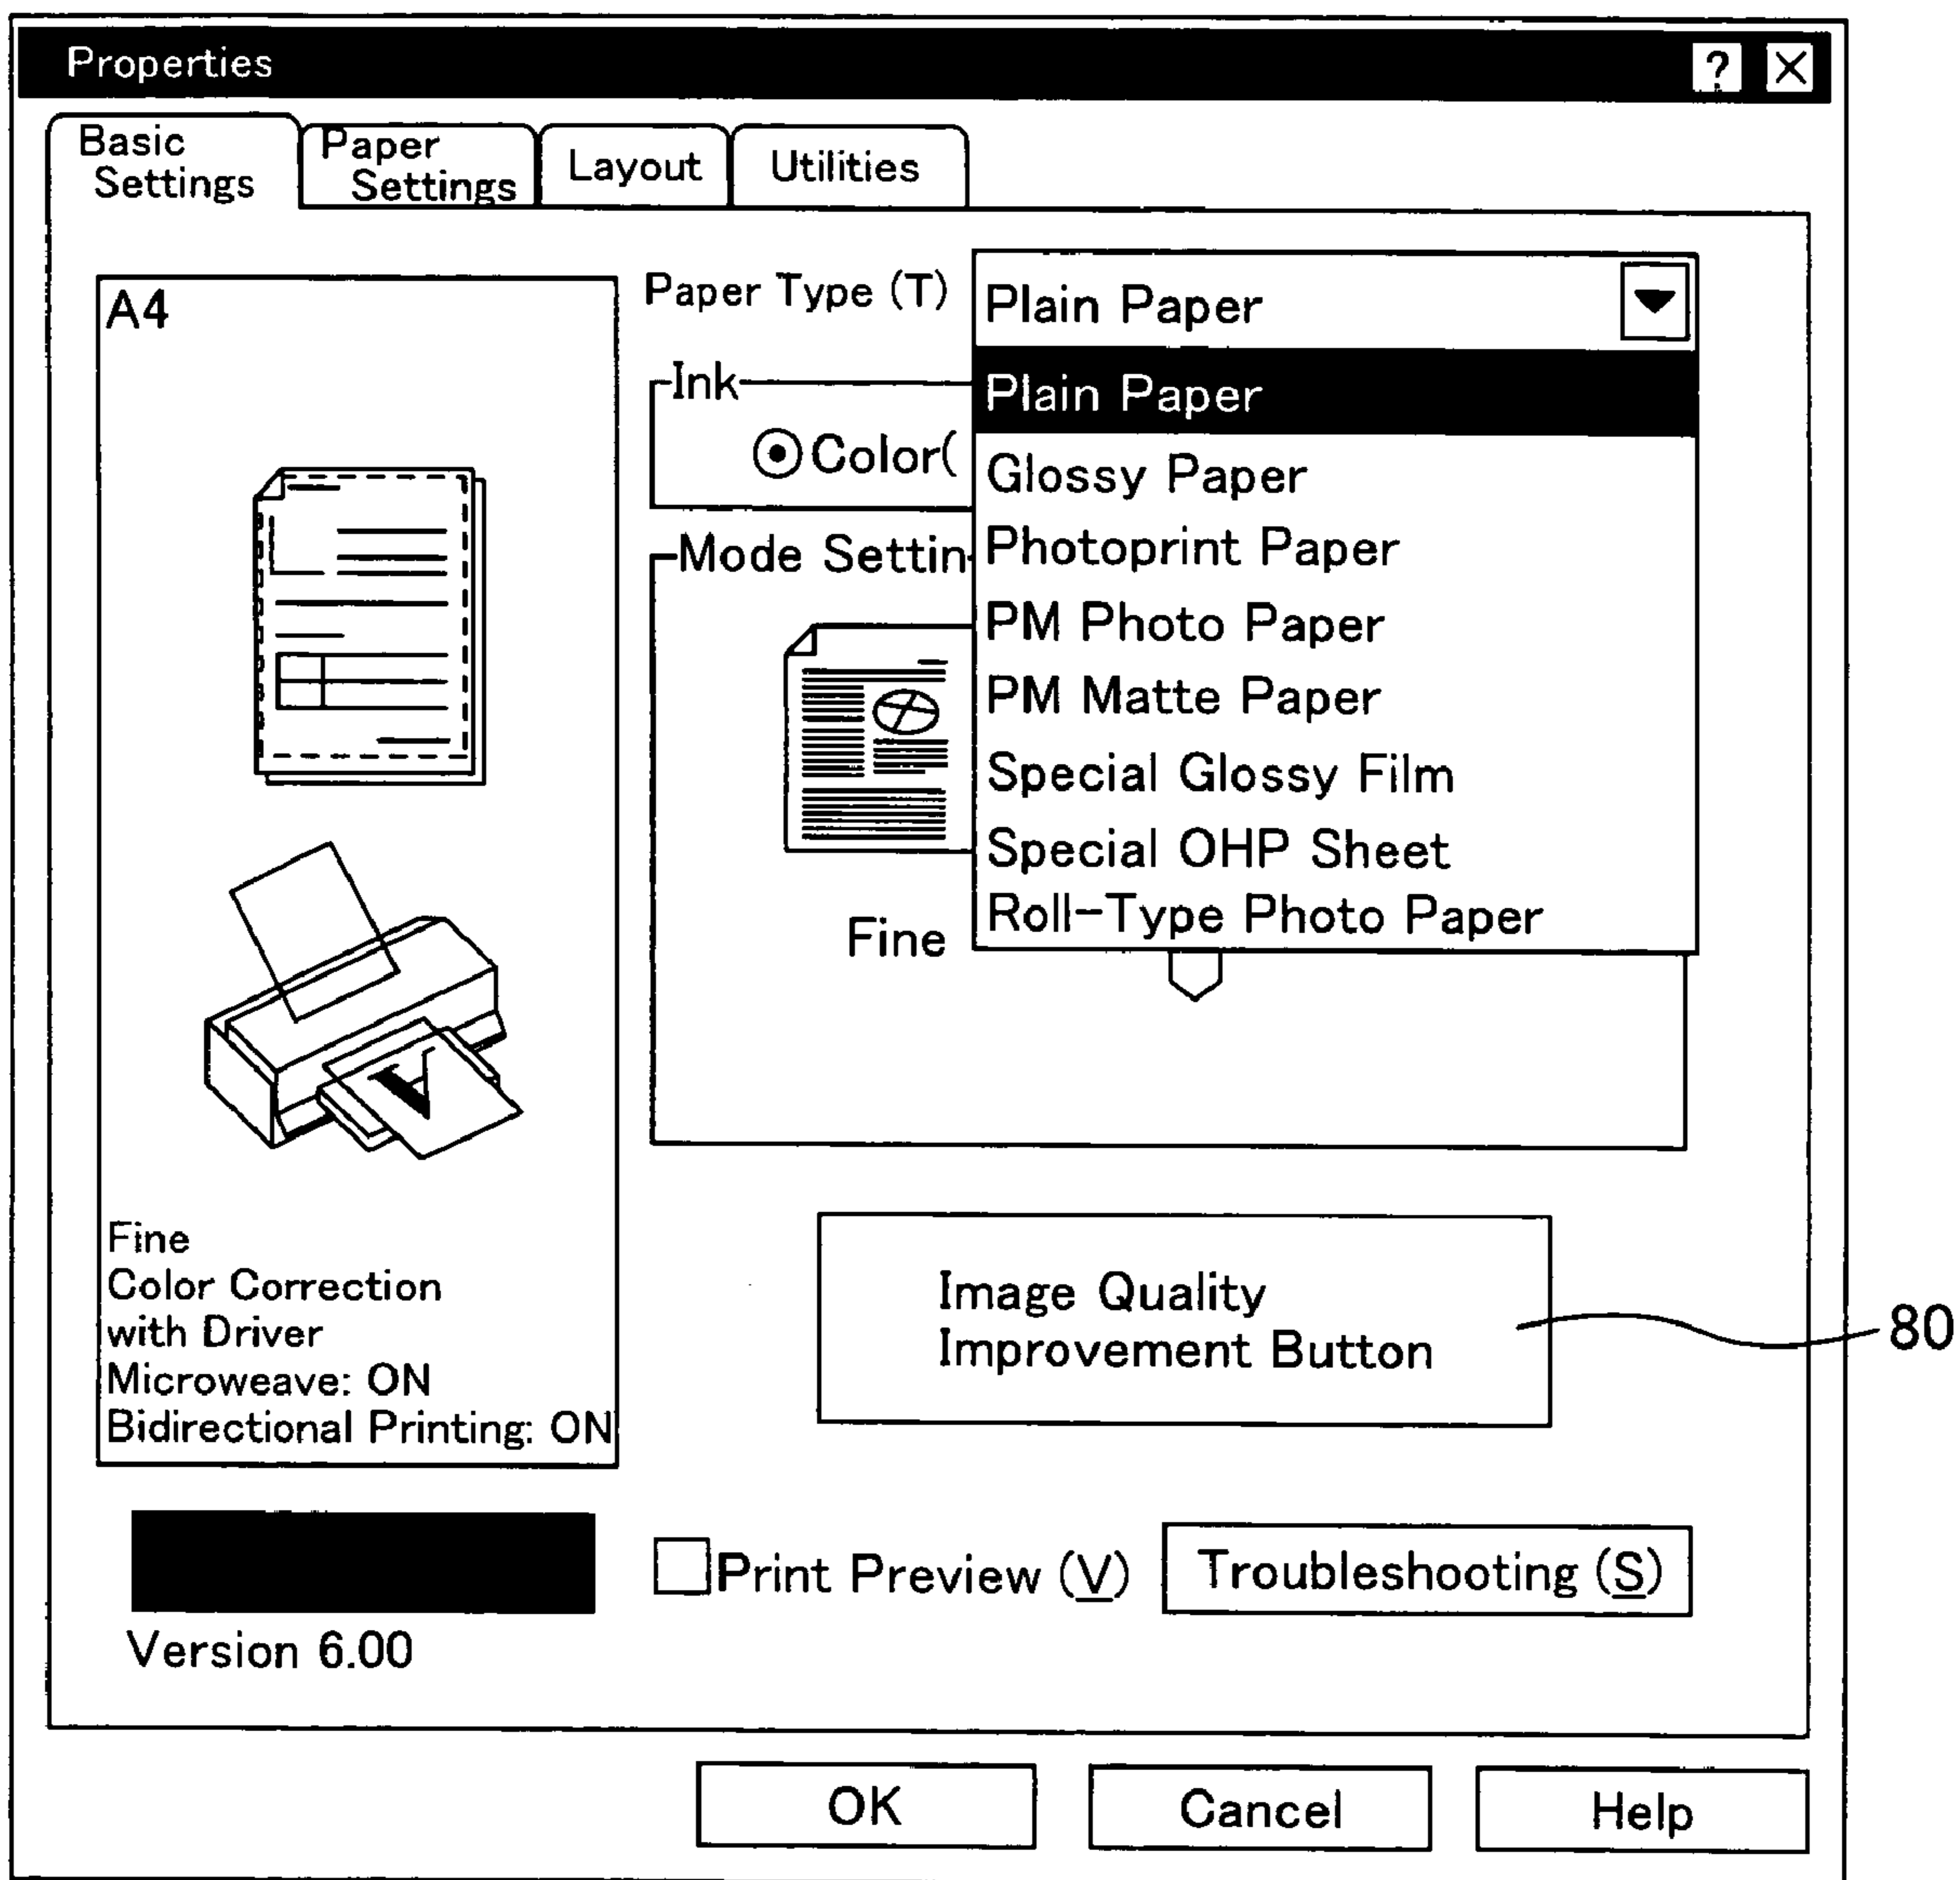 Properties
?
Basic
Settings
Paper
Settings
Layout
Utilities
A4
Paper Type (T)
Plain Paper
Ink
Color(
Plain Paper
Glossy Paper
Photoprint Paper
PM Photo Paper
PM Matte Paper
Special Glossy Film
Special OHP Sheet
Roll-Type Photo Paper
Mode Settin
Fine
A
Fine
Color Correction
with Driver
Microweave: ON
Bidirectional Printing: ON
Image Quality
Improvement Button
80
Print Preview (V)
Troubleshooting (S)
Version 6.00
OK
Cancel
Help